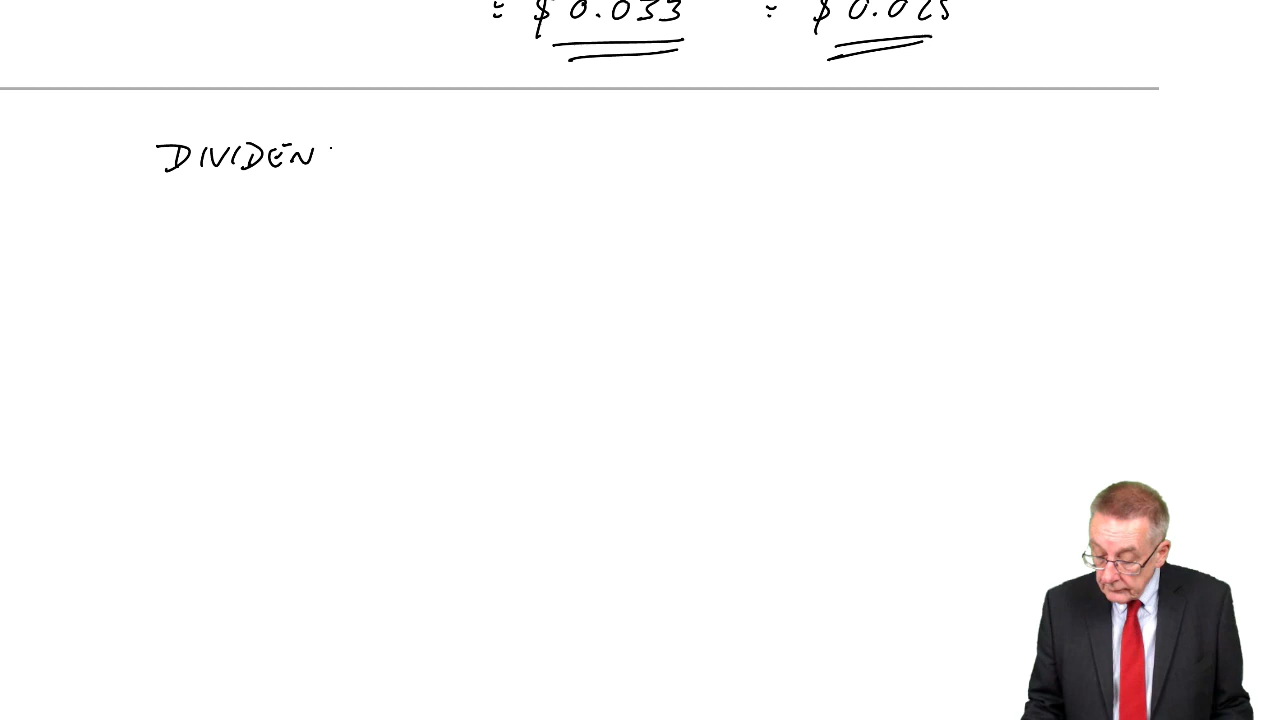 = $ 0.033 = $ 0.025
DIVIDEN